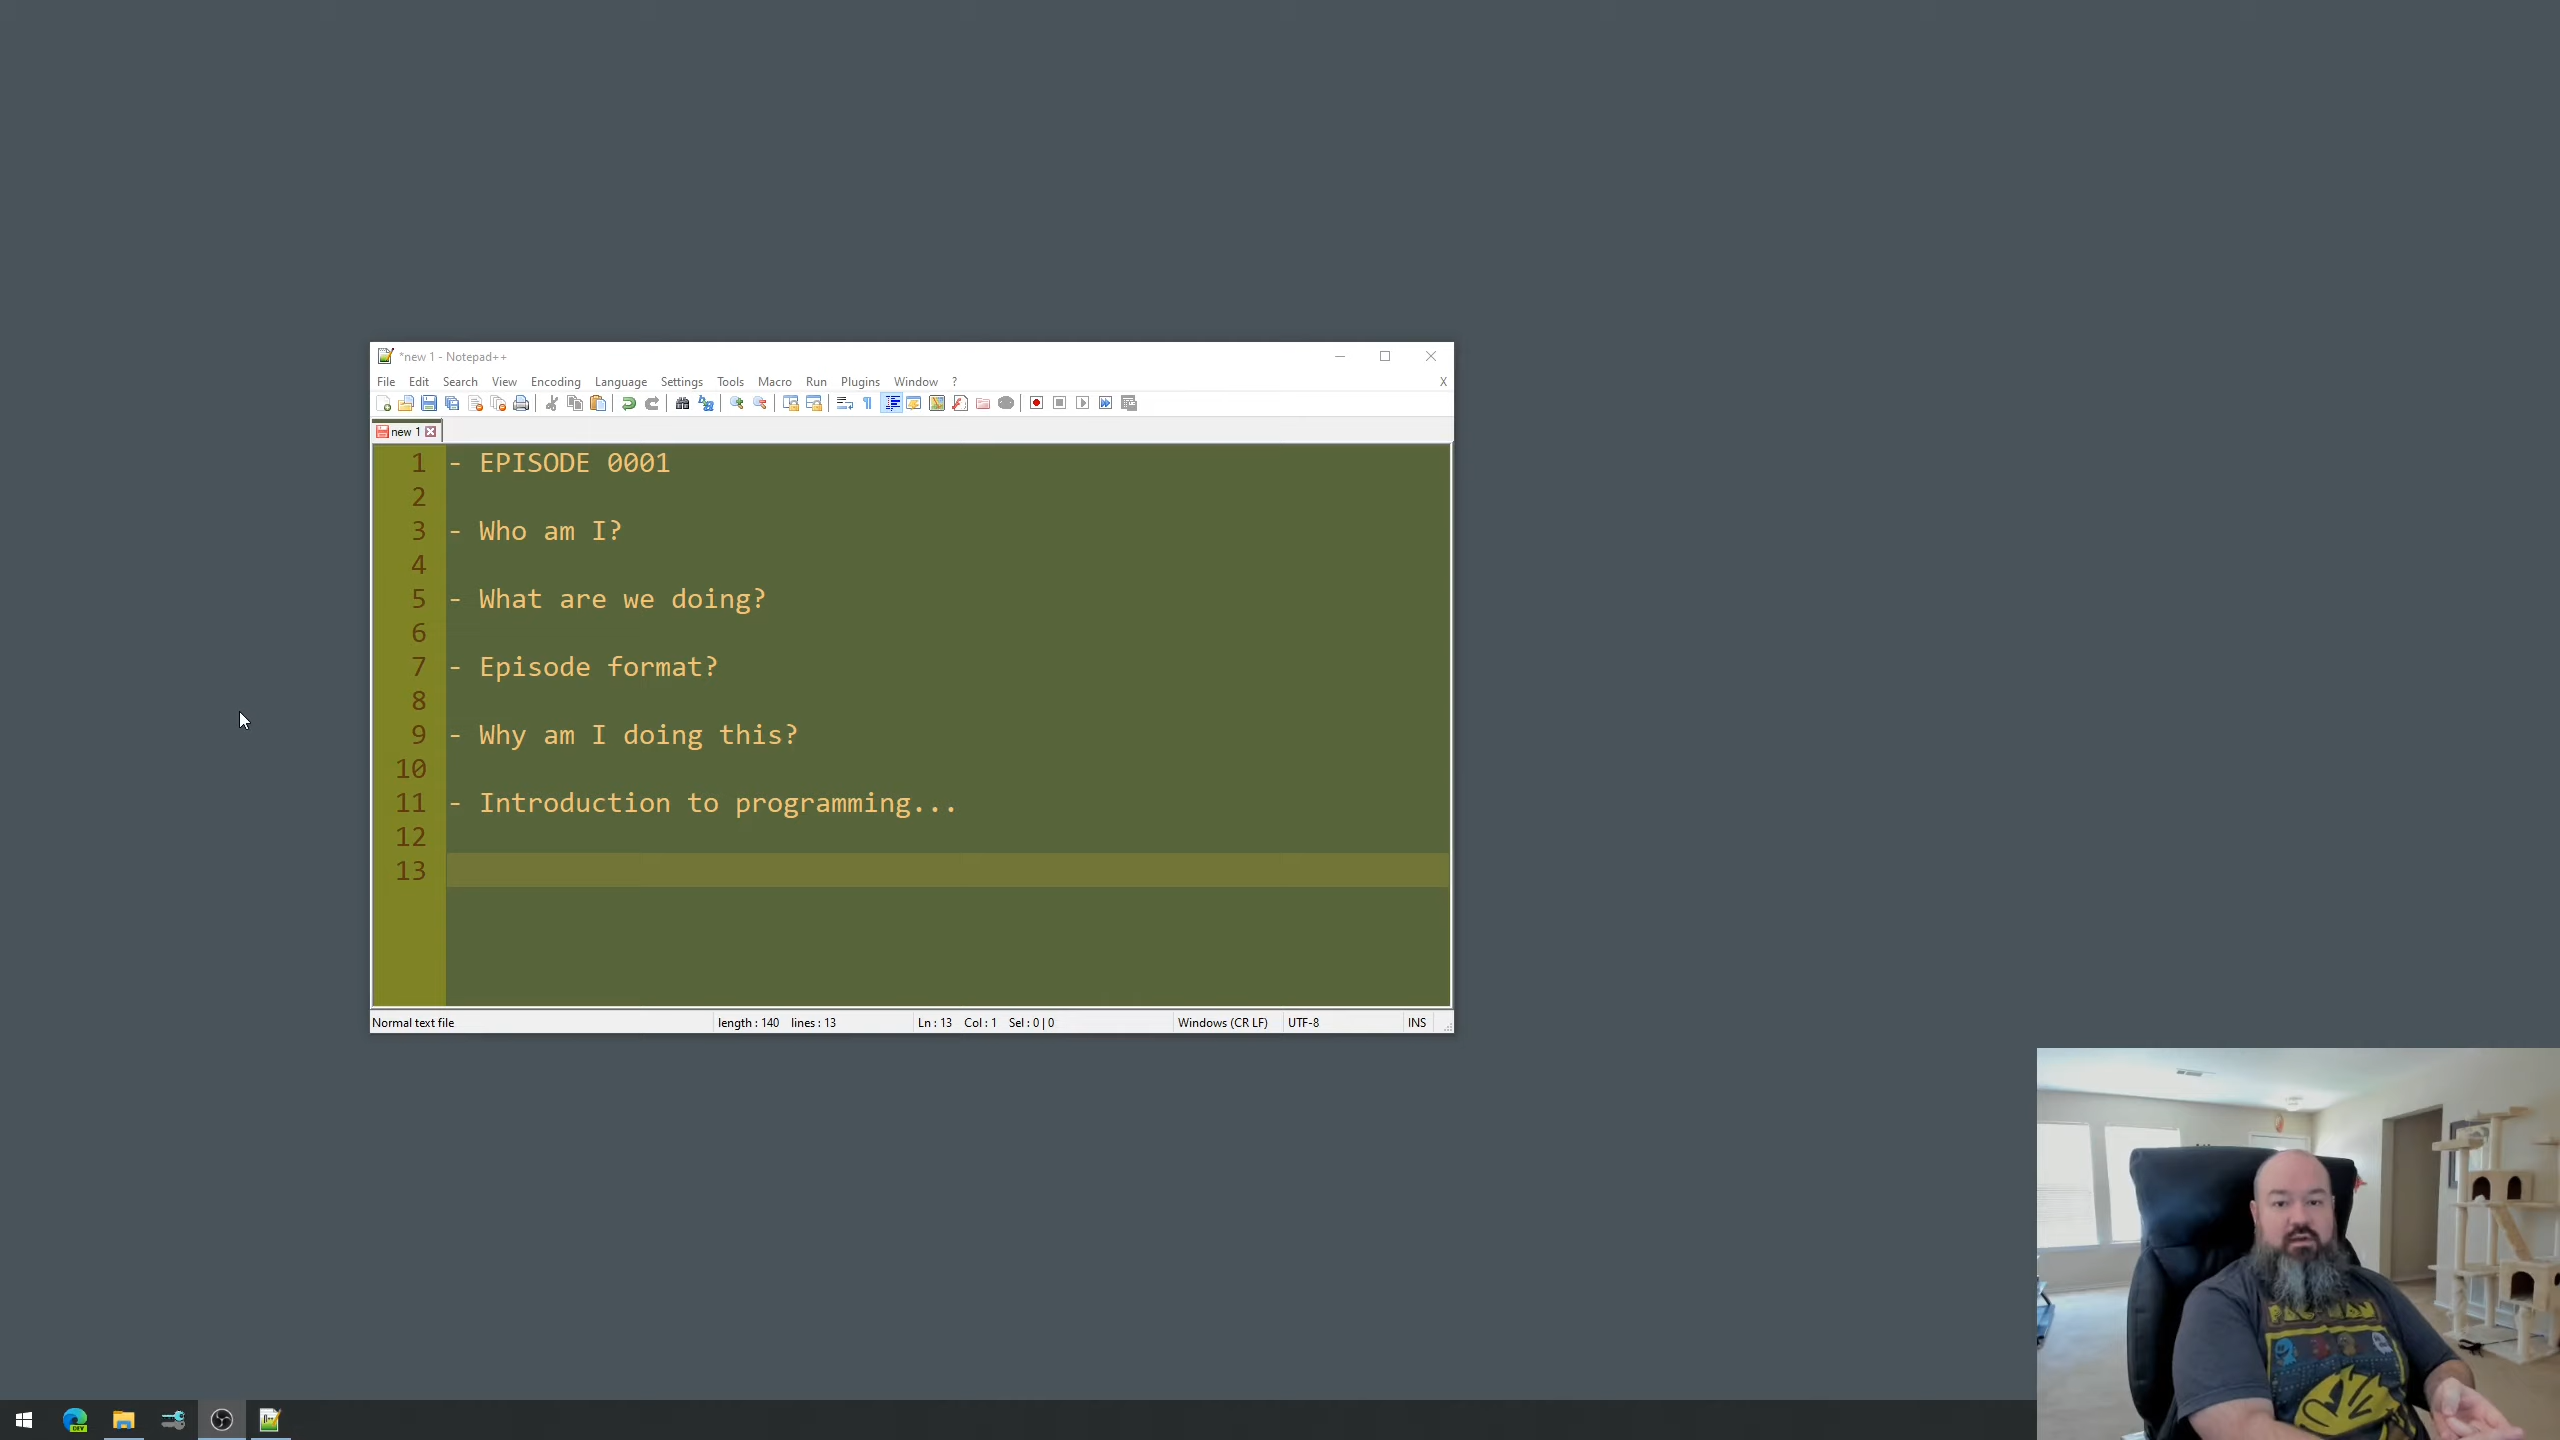 *new 1 - Notepad++
File Edit Search View Encoding Language Settings Tools Macro Run Plugins Window ? X
new 1
1 - EPISODE 0001
2
3 - Who am I?
4
5 - What are we doing?
6
7 - Episode format?
8
9 - Why am I doing this?
10
11 - Introduction to programming...
12
13
Normal text file length : 140 lines : 13 Ln : 13 Col : 1 Sel : 0 | 0 Windows (CR LF) UTF-8 INS
PAC-MAN
DEV